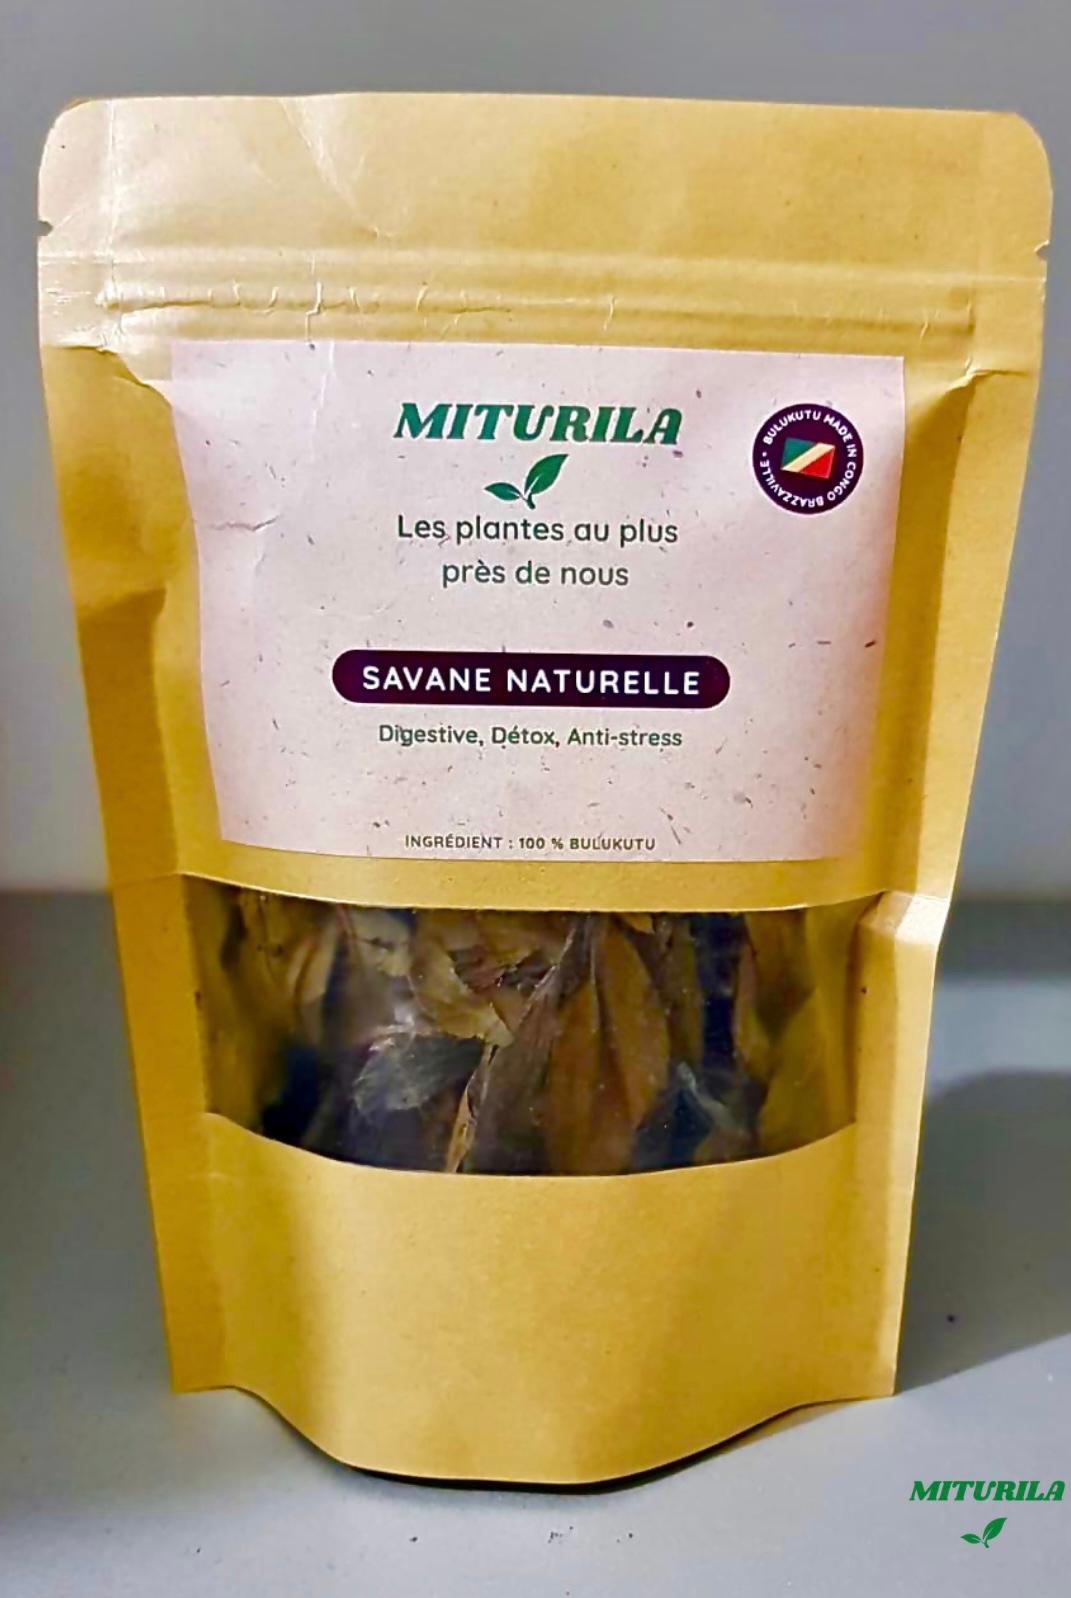 MITURILA
BULUKUTU MADE IN CONGO BRAZZAVILLE •
Les plantes au plus
près de nous
SAVANE NATURELLE
Digestive, Détox, Anti-stress
INGRÉDIENT : 100 % BULUKUTU
MITURILA